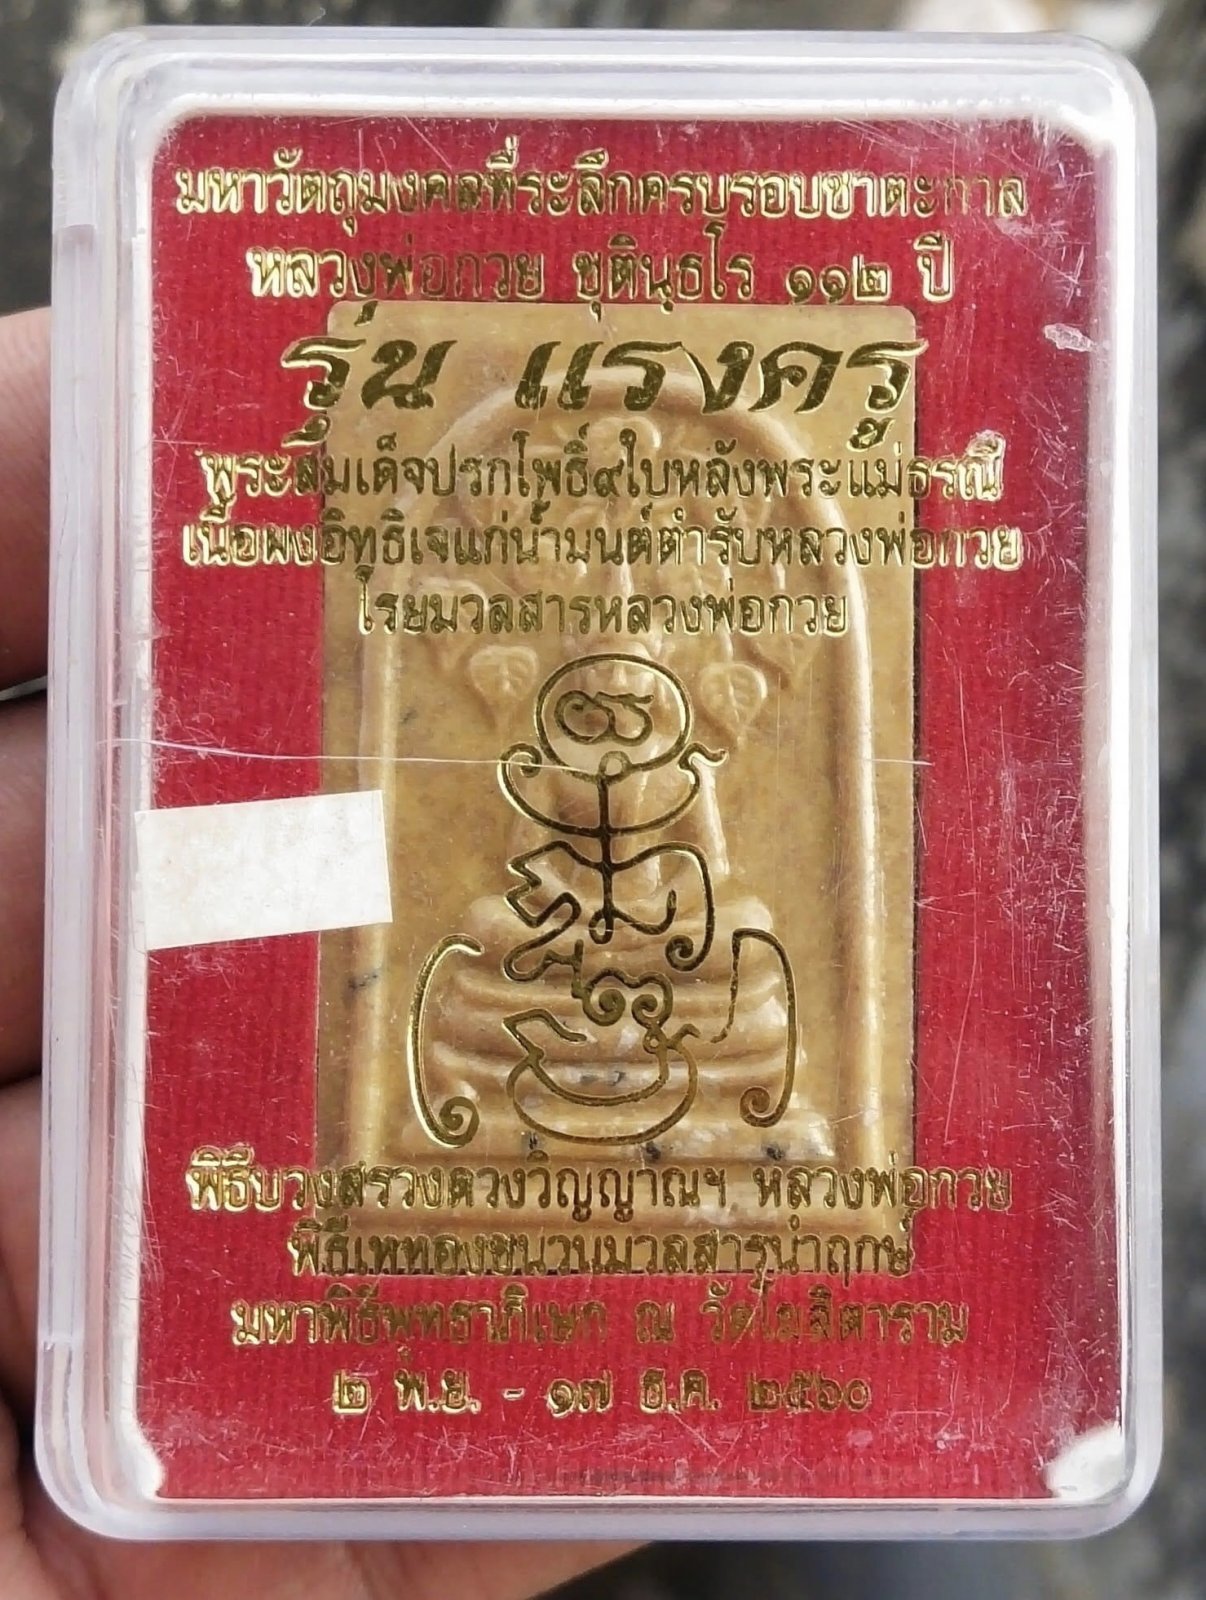 มหาวัตถุมงคลที่ระลึกครบรอบชาตะกาล
หลวงพ่อกวย ชุตินฺธโร ๑๑๒ ปี
รุ่น แรงครู
พระสมเด็จปรกโพธิ์๙ใบหลังพระแม่ธรณี
เนื้อผงอิทธิเจแก่น้ำมนต์ตำรับหลวงพ่อกวย
โรยมวลสารหลวงพ่อกวย
พิธีบวงสรวงดวงวิญญาณฯ หลวงพ่อกวย
พิธีเททองชนวนมวลสารนำฤกษ์
มหาพิธีพุทธาภิเษก ณ วัดโฆสิตาราม
๒ พ.ย. - ๑๗ ธ.ค. ๒๕๖๐